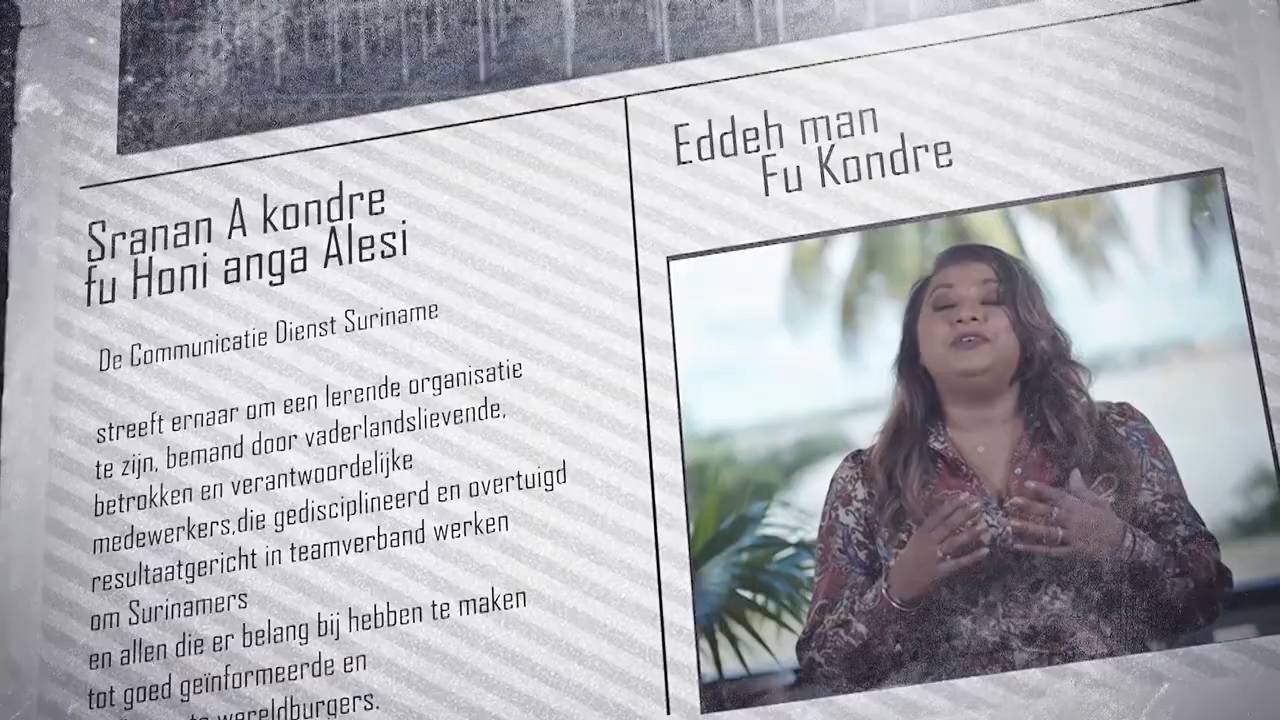 Sranan A kondre
fu Honi anga Alesi
De Communicatie Dienst Suriname
streeft ernaar om een lerende organisatie
te zijn, bemand door vaderlandslievende,
betrokken en verantwoordelijke
medewerkers,die gedisciplineerd en overtuigd
resultaatgericht in teamverband werken
om Surinamers
en allen die er belang bij hebben te maken
tot goed geïnformeerde en
wereldburgers.
Eddeh man
Fu Kondre